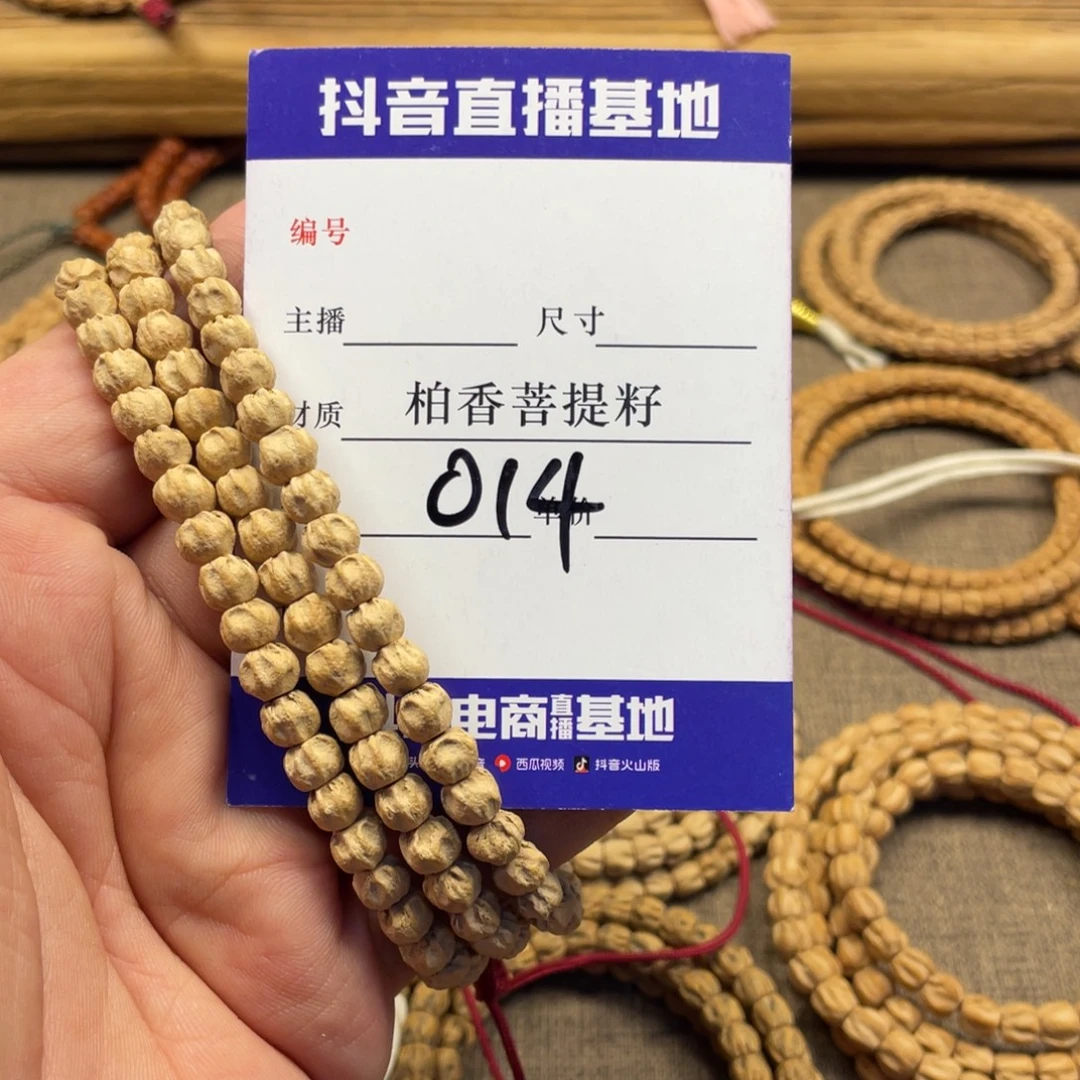 抖音直播基地
编号
主播 尺寸
材质 柏香菩提籽
014 单价
电商直播基地
西瓜视频 抖音火山版